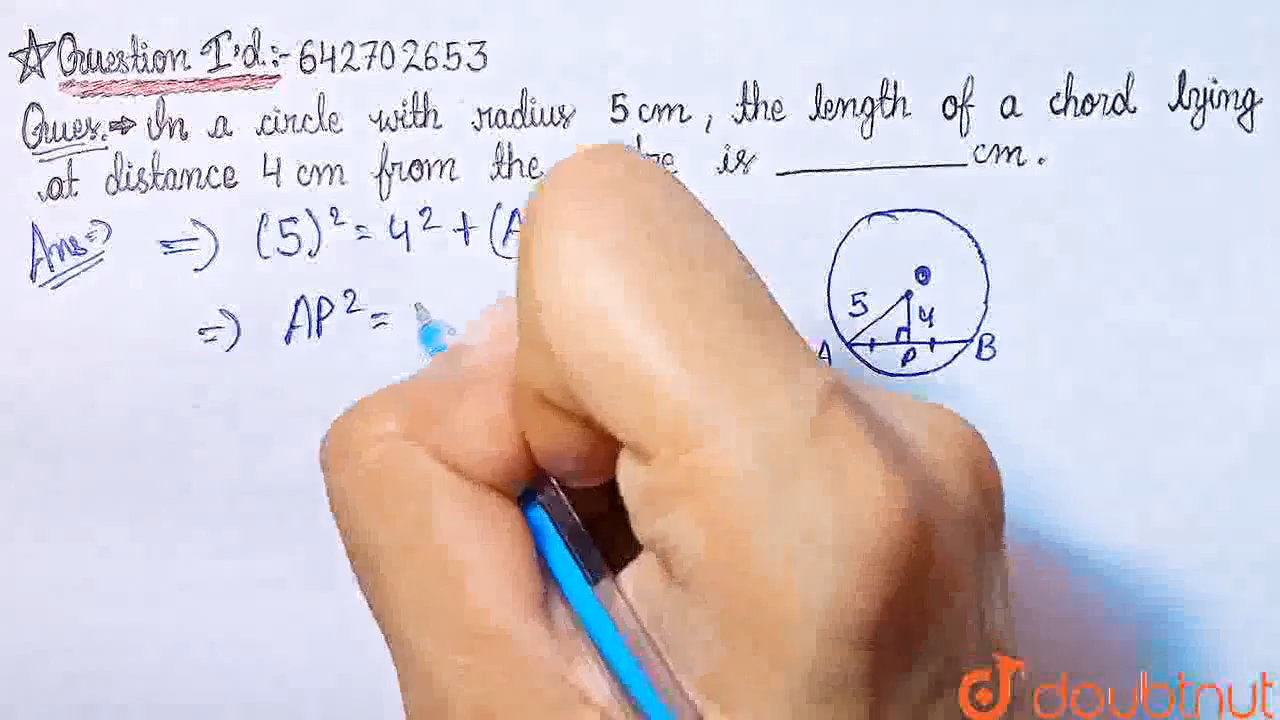 ☆Question I'd:-642702653
Ques.⇒ In a circle with radius 5 cm, the length of a chord lying
at distance 4 cm from the is ________ cm.
Ans⇒ ⇒) (5)² = 4² + (A
⇒) AP² =
O
5 4
A P B
doubtnut